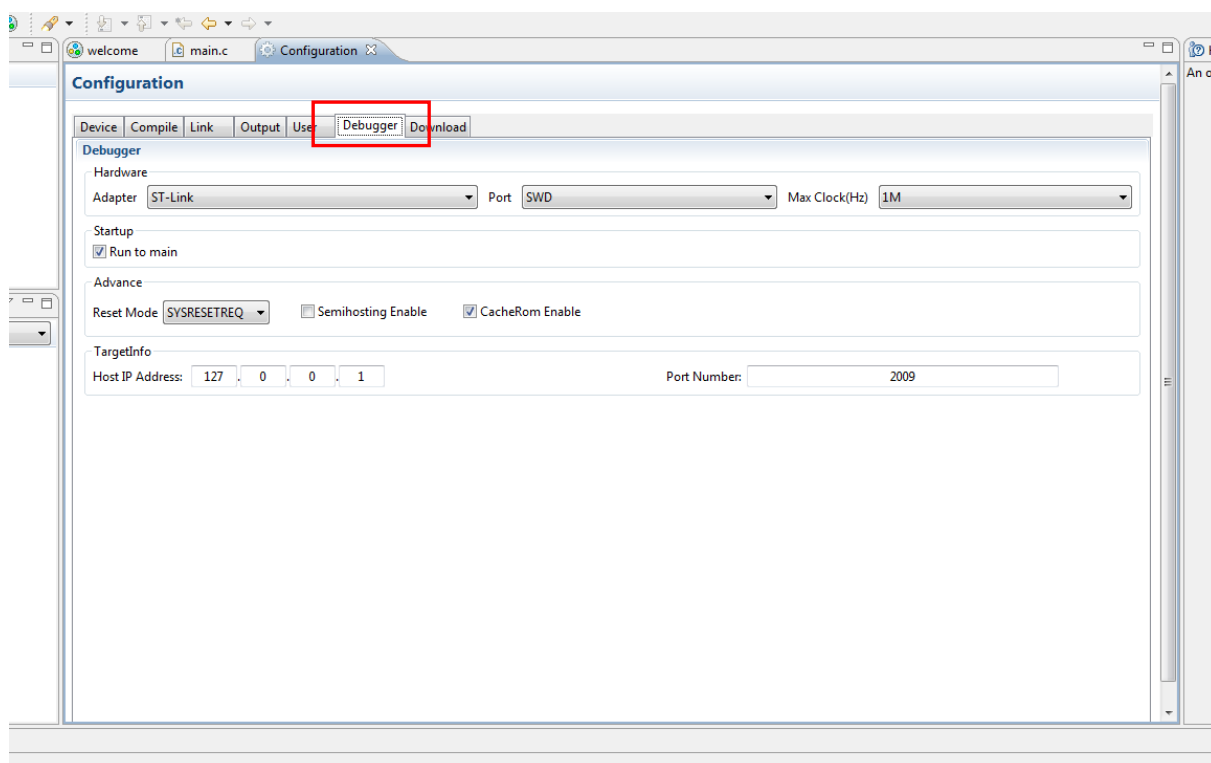 welcome main.c Configuration
Configuration
An
Device Compile Link Output User Debugger Download
Debugger
Hardware
Adapter ST-Link Port SWD Max Clock(Hz) 1M
Startup
Run to main
Advance
Reset Mode SYSRESETREQ Semihosting Enable CacheRom Enable
TargetInfo
Host IP Address: 127 . 0 . 0 . 1 Port Number: 2009